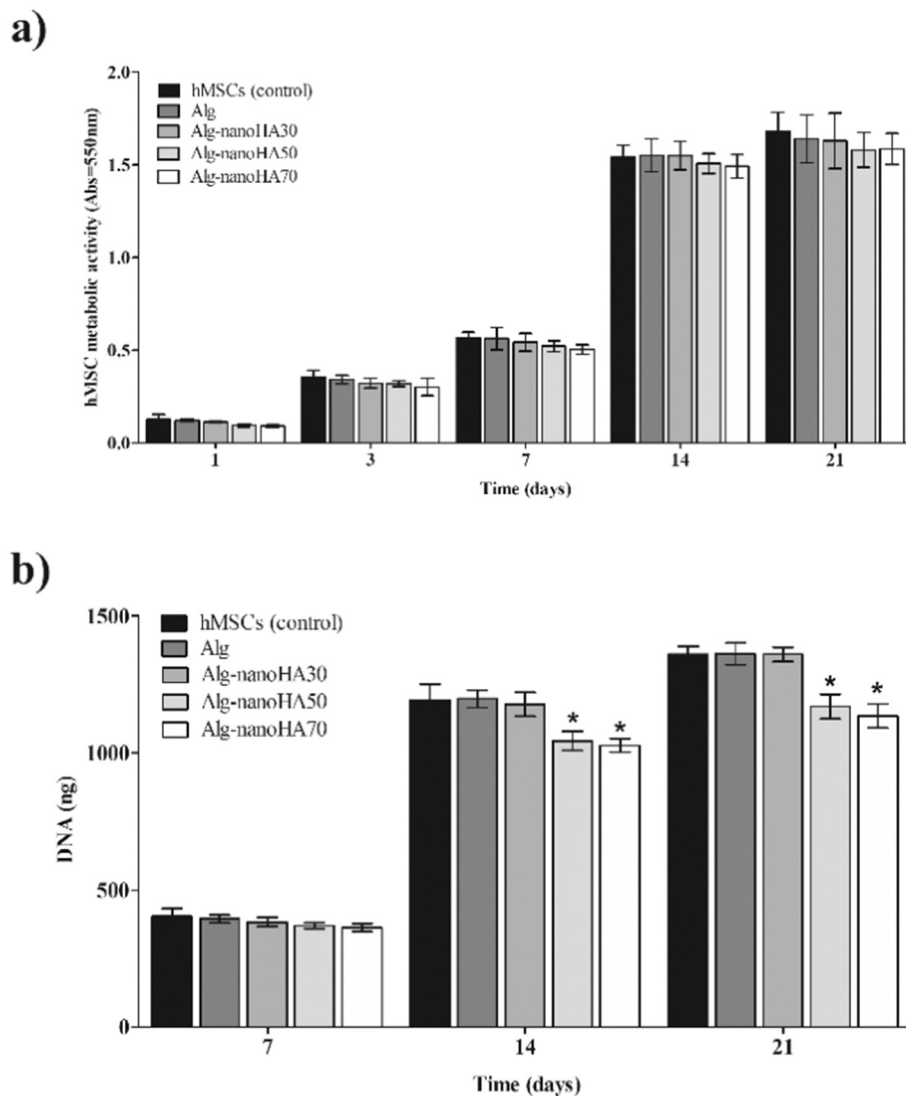 a)
2.0
1.5
1.0
0.5
0.0
hMSC metabolic activity (Abs=550nm)
hMSCs (control)
Alg
Alg-nanoHA30
Alg-nanoHA50
Alg-nanoHA70
1 3 7 14 21
Time (days)
b)
1500
1000
500
0
DNA (ng)
hMSCs (control)
Alg
Alg-nanoHA30
Alg-nanoHA50
Alg-nanoHA70
* *
* *
7 14 21
Time (days)